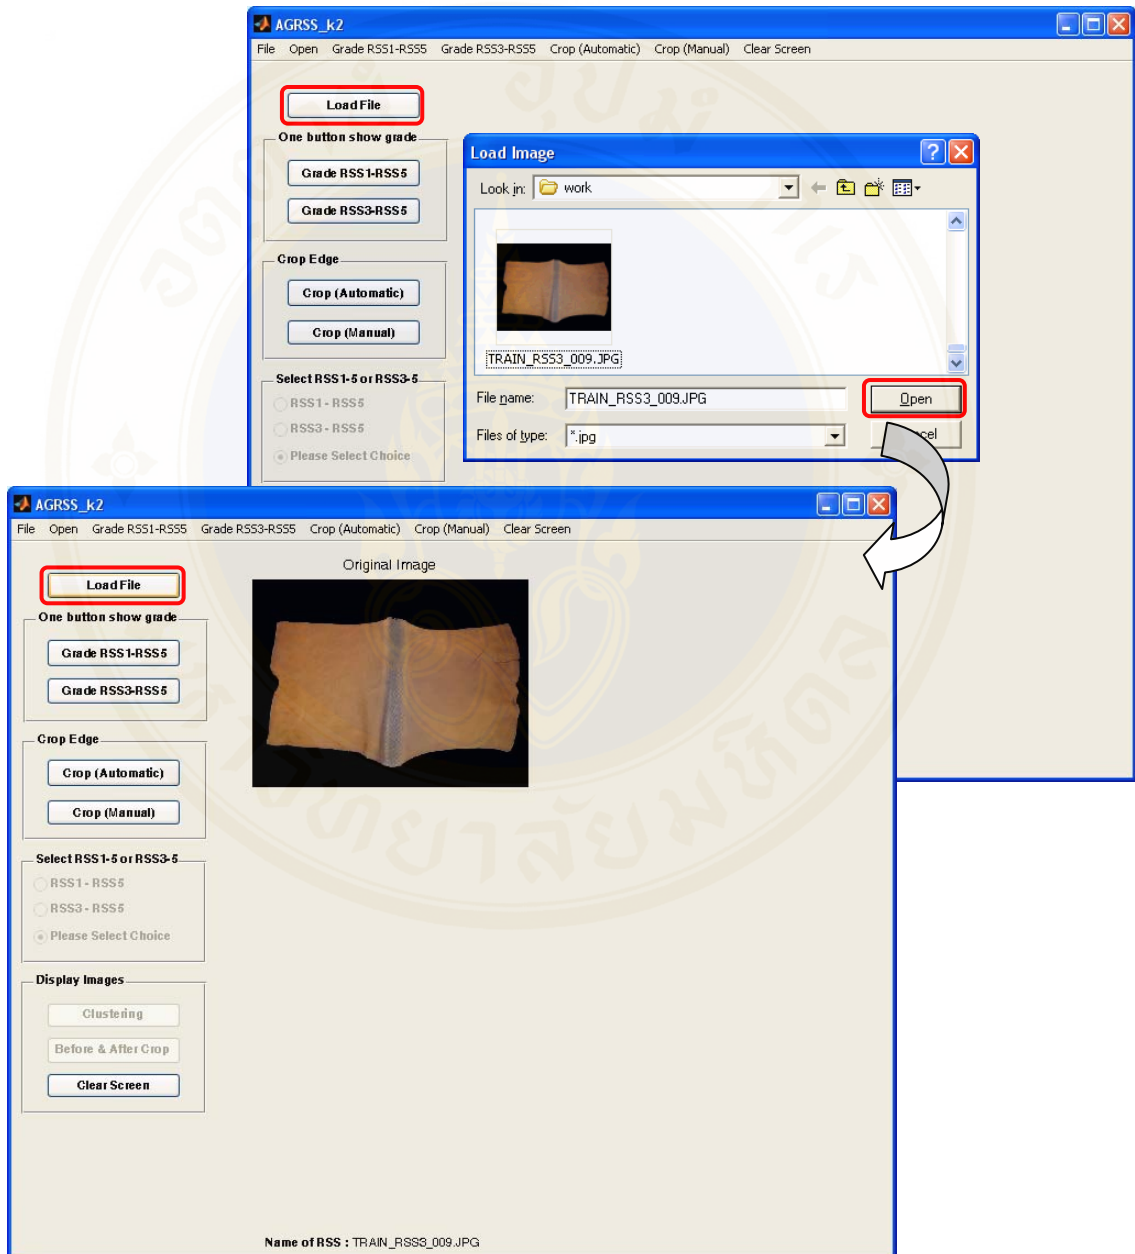 AGRSS_k2
File Open Grade RSS1-RSS5 Grade RSS3-RSS5 Crop (Automatic) Crop (Manual) Clear Screen
Load File
One button show grade
Grade RSS1-RSS5
Grade RSS3-RSS5
Crop Edge
Crop (Automatic)
Crop (Manual)
Select RSS1-5 or RSS3-5
RSS1 - RSS5
RSS3 - RSS5
Please Select Choice
Load Image
Look in: work
TRAIN_RSS3_009.JPG
File name: TRAIN_RSS3_009.JPG Open
Files of type: *.jpg
AGRSS_k2
File Open Grade RSS1-RSS5 Grade RSS3-RSS5 Crop (Automatic) Crop (Manual) Clear Screen
Load File
One button show grade
Grade RSS1-RSS5
Grade RSS3-RSS5
Crop Edge
Crop (Automatic)
Crop (Manual)
Select RSS1-5 or RSS3-5
RSS1 - RSS5
RSS3 - RSS5
Please Select Choice
Display Images
Clustering
Before & After Crop
Clear Screen
Original Image
Name of RSS : TRAIN_RSS3_009.JPG